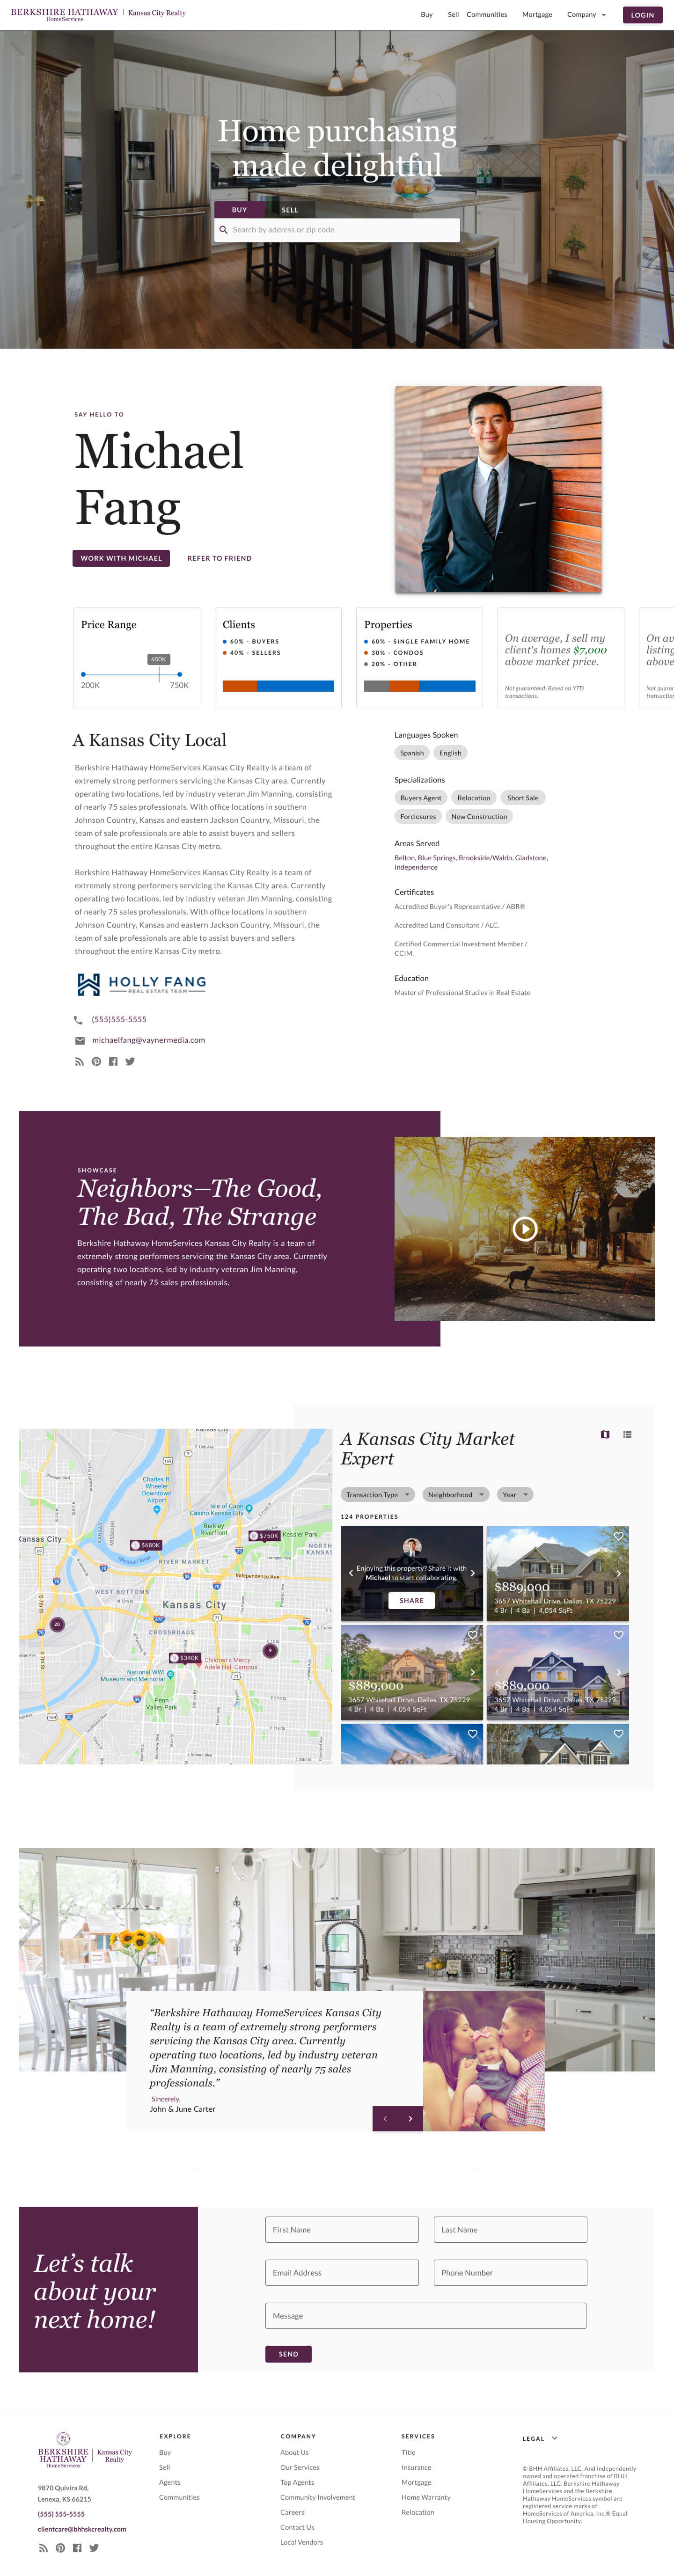 BERKSHIRE HATHAWAY
HomeServices
Kansas City Realty
Buy
Sell
Communities
Mortgage
Company
LOGIN
Home purchasing
made delightful
BUY
SELL
Search by address or zip code
SAY HELLO TO
Michael
Fang
WORK WITH MICHAEL
REFER TO FRIEND
Price Range
600K
200K
750K
Clients
60% - BUYERS
40% - SELLERS
Properties
60% - SINGLE FAMILY HOME
30% - CONDOS
20% - OTHER
On average, I sell my
client's homes $7,000
above market price.
Not guaranteed. Based on YTD
transactions.
On av
listing
above
Not guarar
transaction
A Kansas City Local
Berkshire Hathaway HomeServices Kansas City Realty is a team of
extremely strong performers servicing the Kansas City area. Currently
operating two locations, led by industry veteran Jim Manning, consisting
of nearly 75 sales professionals. With office locations in southern
Johnson Country, Kansas and eastern Jackson Country, Missouri, the
team of sale professionals are able to assist buyers and sellers
throughout the entire Kansas City metro.
Berkshire Hathaway HomeServices Kansas City Realty is a team of
extremely strong performers servicing the Kansas City area. Currently
operating two locations, led by industry veteran Jim Manning, consisting
of nearly 75 sales professionals. With office locations in southern
Johnson Country, Kansas and eastern Jackson Country, Missouri, the
team of sale professionals are able to assist buyers and sellers
throughout the entire Kansas City metro.
HOLLY FANG
REAL ESTATE TEAM
(555)555-5555
michaelfang@vaynermedia.com
Languages Spoken
Spanish
English
Specializations
Buyers Agent
Relocation
Short Sale
Forclosures
New Construction
Areas Served
Belton, Blue Springs, Brookside/Waldo, Gladstone,
Independence
Certificates
Accredited Buyer's Representative / ABR®
Accredited Land Consultant / ALC.
Certified Commercial Investment Member /
CCIM.
Education
Master of Professional Studies in Real Estate
SHOWCASE
Neighbors—The Good,
The Bad, The Strange
Berkshire Hathaway HomeServices Kansas City Realty is a team of
extremely strong performers servicing the Kansas City area. Currently
operating two locations, led by industry veteran Jim Manning,
consisting of nearly 75 sales professionals.
Charles B
Wheeler
Downtown
Airport
Isle of Capri
Casino Kansas City
Berkley
Riverfront
$750K
Kessler Park
Kansas City
$680K
NORTH
KANSAS
Missouri River
RIVER MARKET
Independence Ave
WEST BOTTOMS
Kansas City
20
CROSSROADS
9
$340K
Children's Mercy
Adele Hall Campus
National WWI
Museum and Memorial
Penn
Valley Park
A Kansas City Market
Expert
Transaction Type
Neighborhood
Year
124 PROPERTIES
Enjoying this property? Share it with
Michael to start collaborating.
SHARE
$889,000
3657 Whitehall Drive, Dallas, TX 75229
4 Br | 4 Ba | 4,054 SqFt
$889,000
3657 Whitehall Drive, Dallas, TX 75229
4 Br | 4 Ba | 4,054 SqFt
$889,000
3657 Whitehall Drive, Dallas, TX 75229
4 Br | 4 Ba | 4,054 SqFt
“Berkshire Hathaway HomeServices Kansas City
Realty is a team of extremely strong performers
servicing the Kansas City area. Currently
operating two locations, led by industry veteran
Jim Manning, consisting of nearly 75 sales
professionals.”
Sincerely,
John & June Carter
Let’s talk
about your
next home!
First Name
Last Name
Email Address
Phone Number
Message
SEND
BERKSHIRE
HATHAWAY
HomeServices
Kansas City
Realty
9870 Quivira Rd,
Lenexa, KS 66215
(555) 555-5555
clientcare@bhhskcrealty.com
EXPLORE
Buy
Sell
Agents
Communities
COMPANY
About Us
Our Services
Top Agents
Community Involvement
Careers
Contact Us
Local Vendors
SERVICES
Title
Insurance
Mortgage
Home Warranty
Relocation
LEGAL
© BHH Affiliates, LLC. And independently
owned and operated franchise of BHH
Affiliates, LLC. Berkshire Hathaway
HomeServices and the Berkshire
Hathaway HomeServices symbol are
registered service marks of
HomeServices of America, Inc.® Equal
Housing Opportunity.